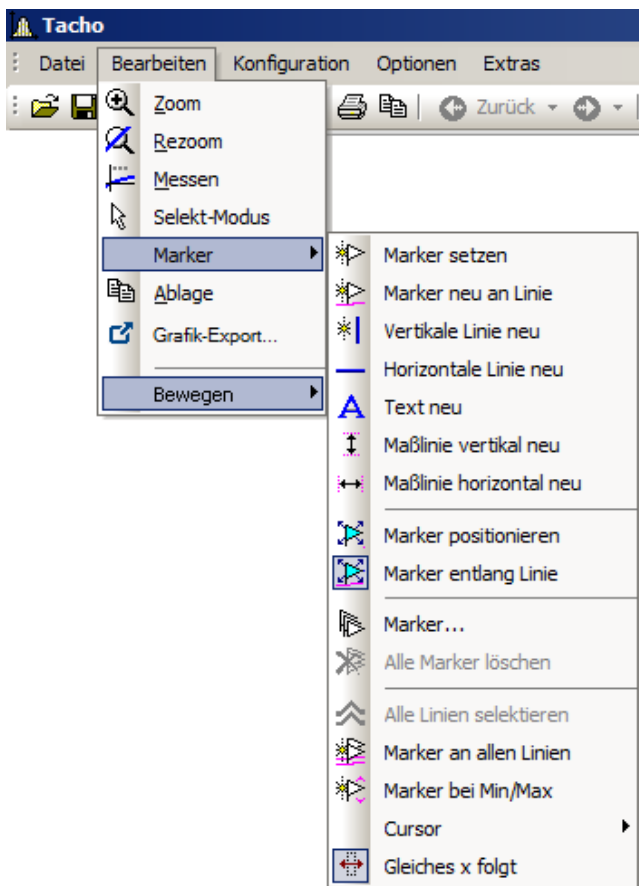 Tacho
Datei Bearbeiten Konfiguration Optionen Extras
Zurück
Zoom
Rezoom
Messen
Selekt-Modus
Marker
Ablage
Grafik-Export...
Bewegen
Marker setzen
Marker neu an Linie
Vertikale Linie neu
Horizontale Linie neu
Text neu
Maßlinie vertikal neu
Maßlinie horizontal neu
Marker positionieren
Marker entlang Linie
Marker...
Alle Marker löschen
Alle Linien selektieren
Marker an allen Linien
Marker bei Min/Max
Cursor
Gleiches x folgt